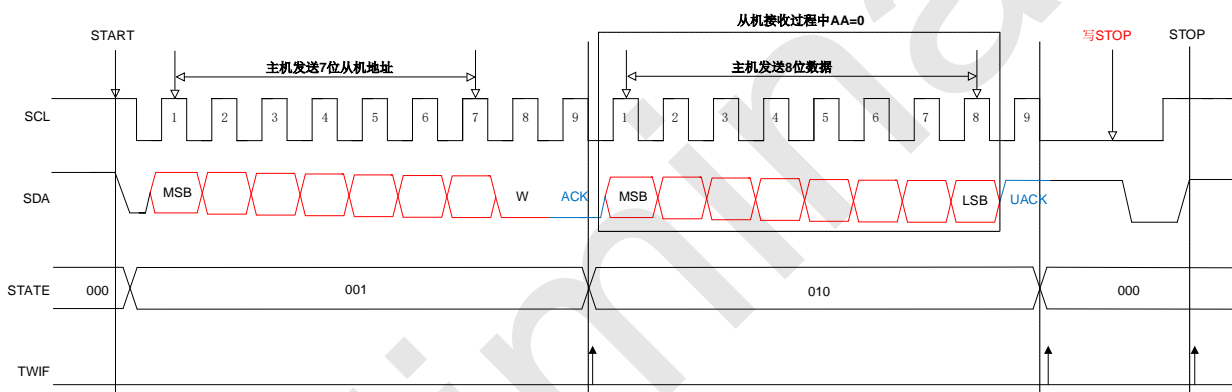 从机接收过程中AA=0
START
写STOP
STOP
主机发送7位从机地址
主机发送8位数据
SCL
1 2 3 4 5 6 7 8 9 1 2 3 4 5 6 7 8 9
SDA
MSB W ACK MSB LSB UACK
STATE
000 001 010 000
TWIF